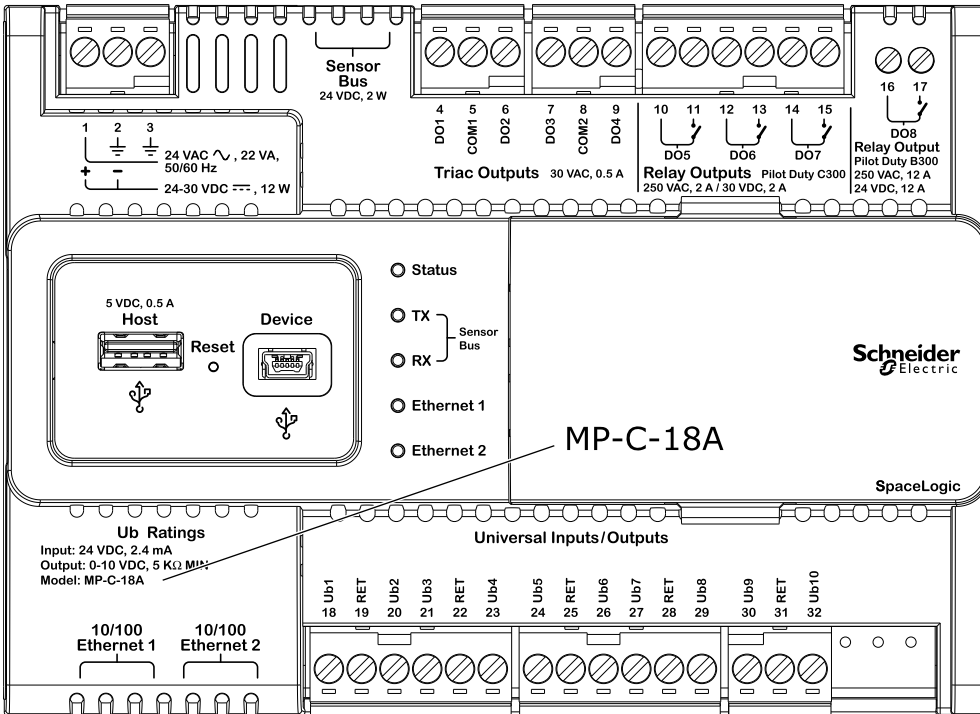 Sensor
Bus
24 VDC, 2 W
1 2 3
24 VAC ∿ , 22 VA,
50/60 Hz
+ −
24-30 VDC ⎓ , 12 W
4 5 6 7 8 9
DO1 COM1 DO2 DO3 COM2 DO4
Triac Outputs 30 VAC, 0.5 A
10 11 12 13 14 15
DO5 DO6 DO7
Relay Outputs Pilot Duty C300
250 VAC, 2 A / 30 VDC, 2 A
16 17
DO8
Relay Output
Pilot Duty B300
250 VAC, 12 A
24 VDC, 12 A
5 VDC, 0.5 A
Host
Reset
Device
Status
TX
RX
Sensor
Bus
Ethernet 1
Ethernet 2
Schneider
Electric
MP-C-18A
SpaceLogic
Ub Ratings
Input: 24 VDC, 2.4 mA
Output: 0-10 VDC, 5 KΩ MIN
Model: MP-C-18A
Universal Inputs/Outputs
Ub1 RET Ub2 Ub3 RET Ub4 Ub5 RET Ub6 Ub7 RET Ub8 Ub9 RET Ub10
18 19 20 21 22 23 24 25 26 27 28 29 30 31 32
10/100
Ethernet 1
10/100
Ethernet 2